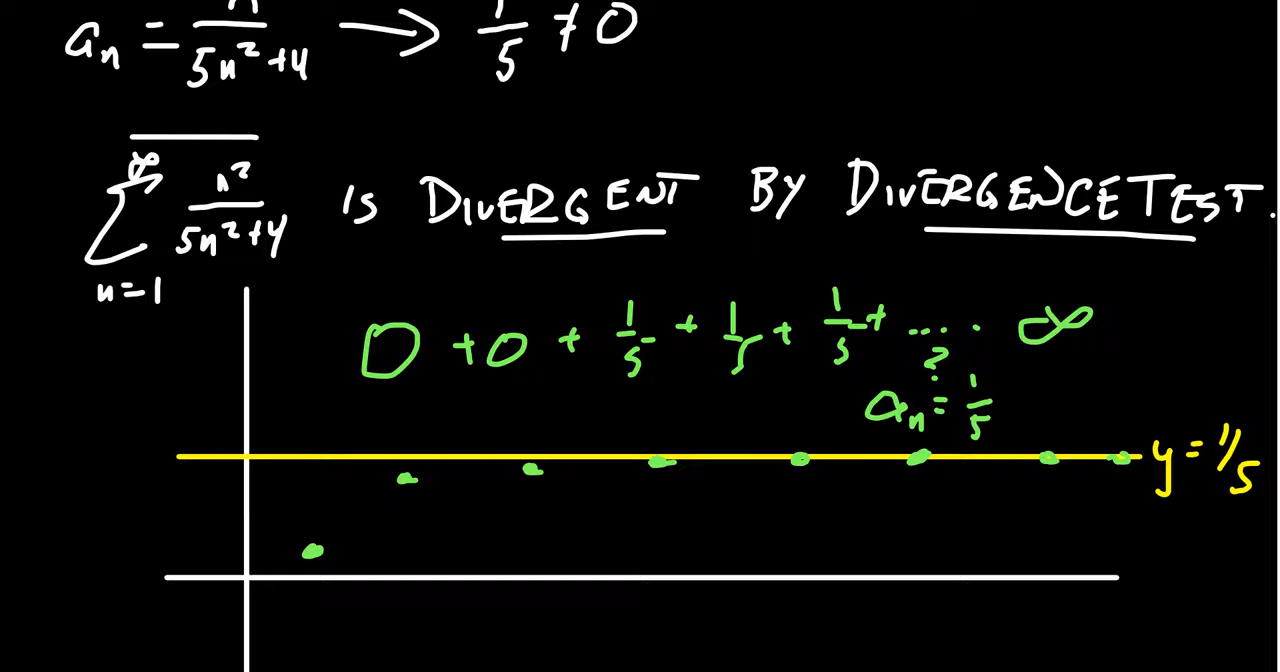 aₙ = n/(5n²+4) → 1/5 ≠ 0
∞
∑ n²/(5n²+4) IS DIVERGENT BY DIVERGENCE TEST.
n=1
0 + 0 + 1/5 + 1/5 + 1/5 + ..... ∞
?
aₙ = 1/5
y = 1/5